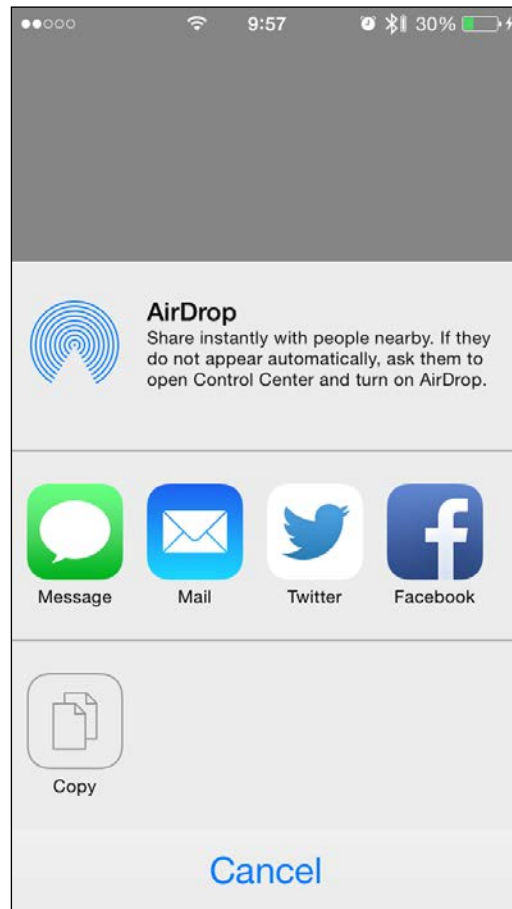 9:57 30%
AirDrop
Share instantly with people nearby. If they
do not appear automatically, ask them to
open Control Center and turn on AirDrop.
Message Mail Twitter Facebook
Copy
Cancel